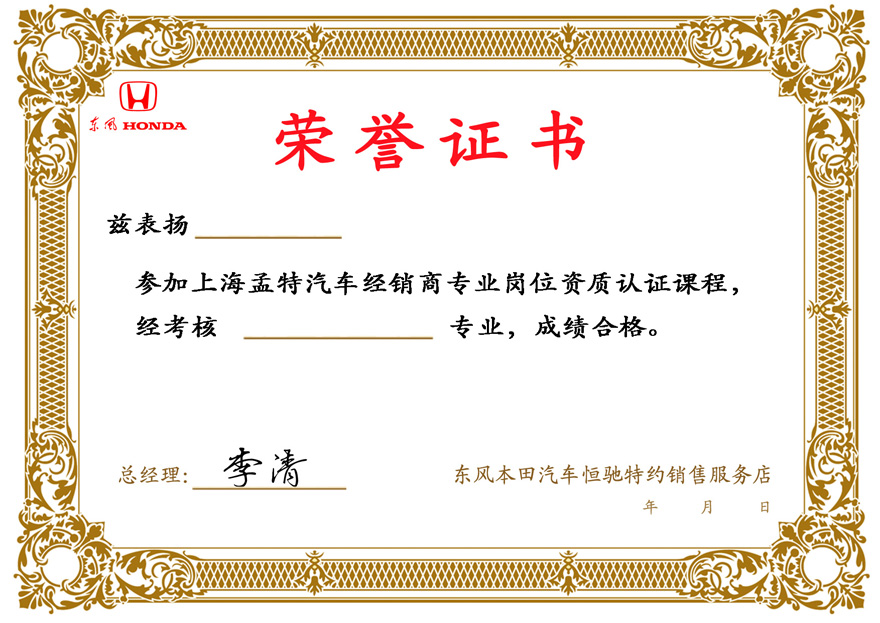 东风 HONDA
荣誉证书
兹表扬
参加上海孟特汽车经销商专业岗位资质认证课程，
经考核 专业，成绩合格。
总经理: 李清 东风本田汽车恒驰特约销售服务店
年 月 日